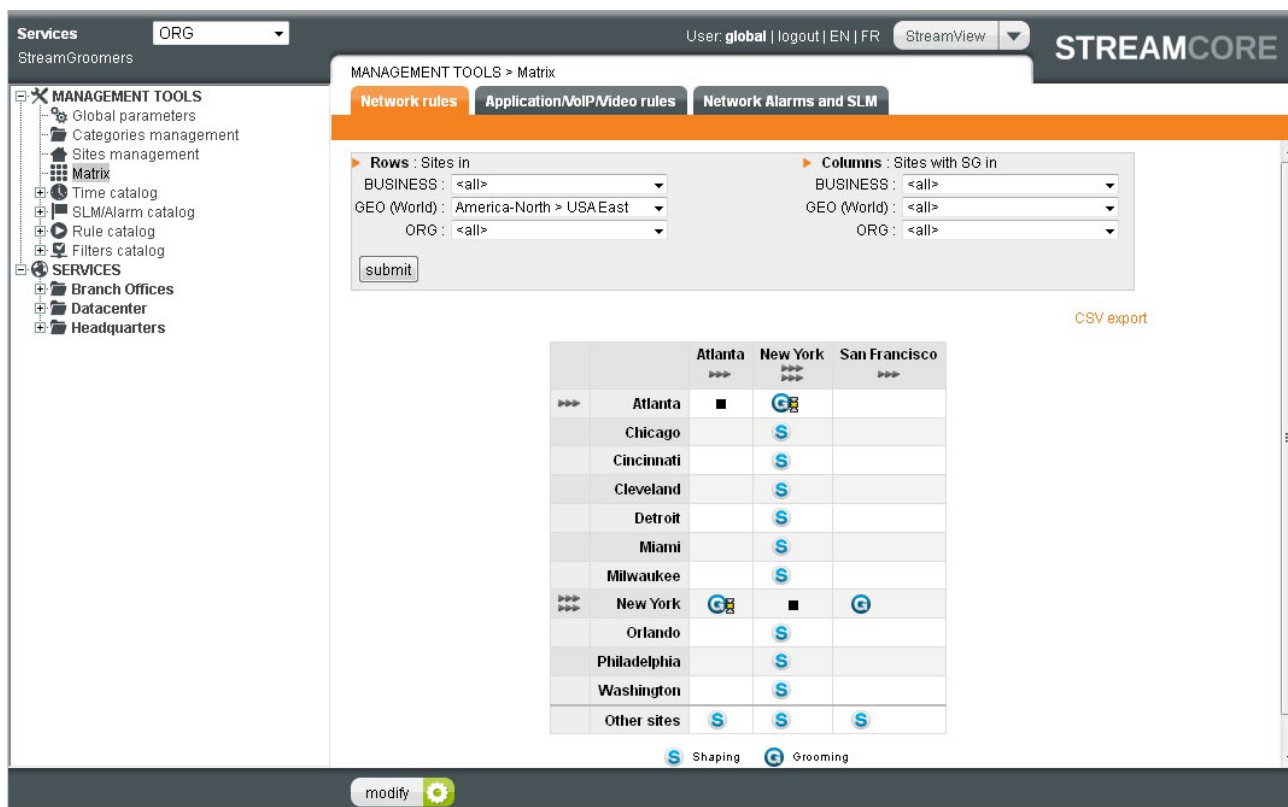 Services ORG
User: global | logout | EN | FR StreamView
STREAMCORE
StreamGroomers
MANAGEMENT TOOLS > Matrix
Network rules Application/VoIP/Video rules Network Alarms and SLM
MANAGEMENT TOOLS
Global parameters
Categories management
Sites management
Matrix
Time catalog
SLM/Alarm catalog
Rule catalog
Filters catalog
SERVICES
Branch Offices
Datacenter
Headquarters
Rows : Sites in
BUSINESS : <all>
GEO (World) : America-North > USA East
ORG : <all>
submit
Columns : Sites with SG in
BUSINESS : <all>
GEO (World) : <all>
ORG : <all>
CSV export
Atlanta New York San Francisco
Atlanta G
Chicago S
Cincinnati S
Cleveland S
Detroit S
Miami S
Milwaukee S
New York G G
Orlando S
Philadelphia S
Washington S
Other sites S S S
S Shaping G Grooming
modify